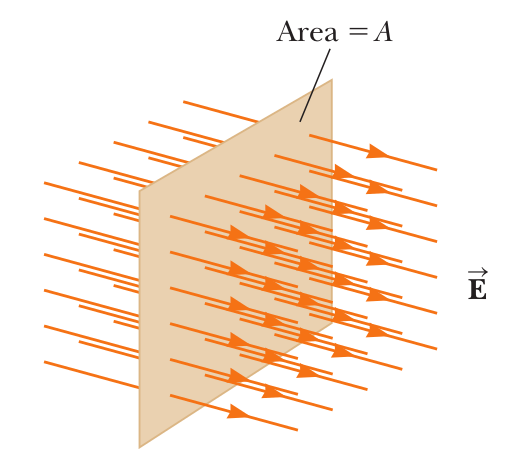 Area = A
E⃗